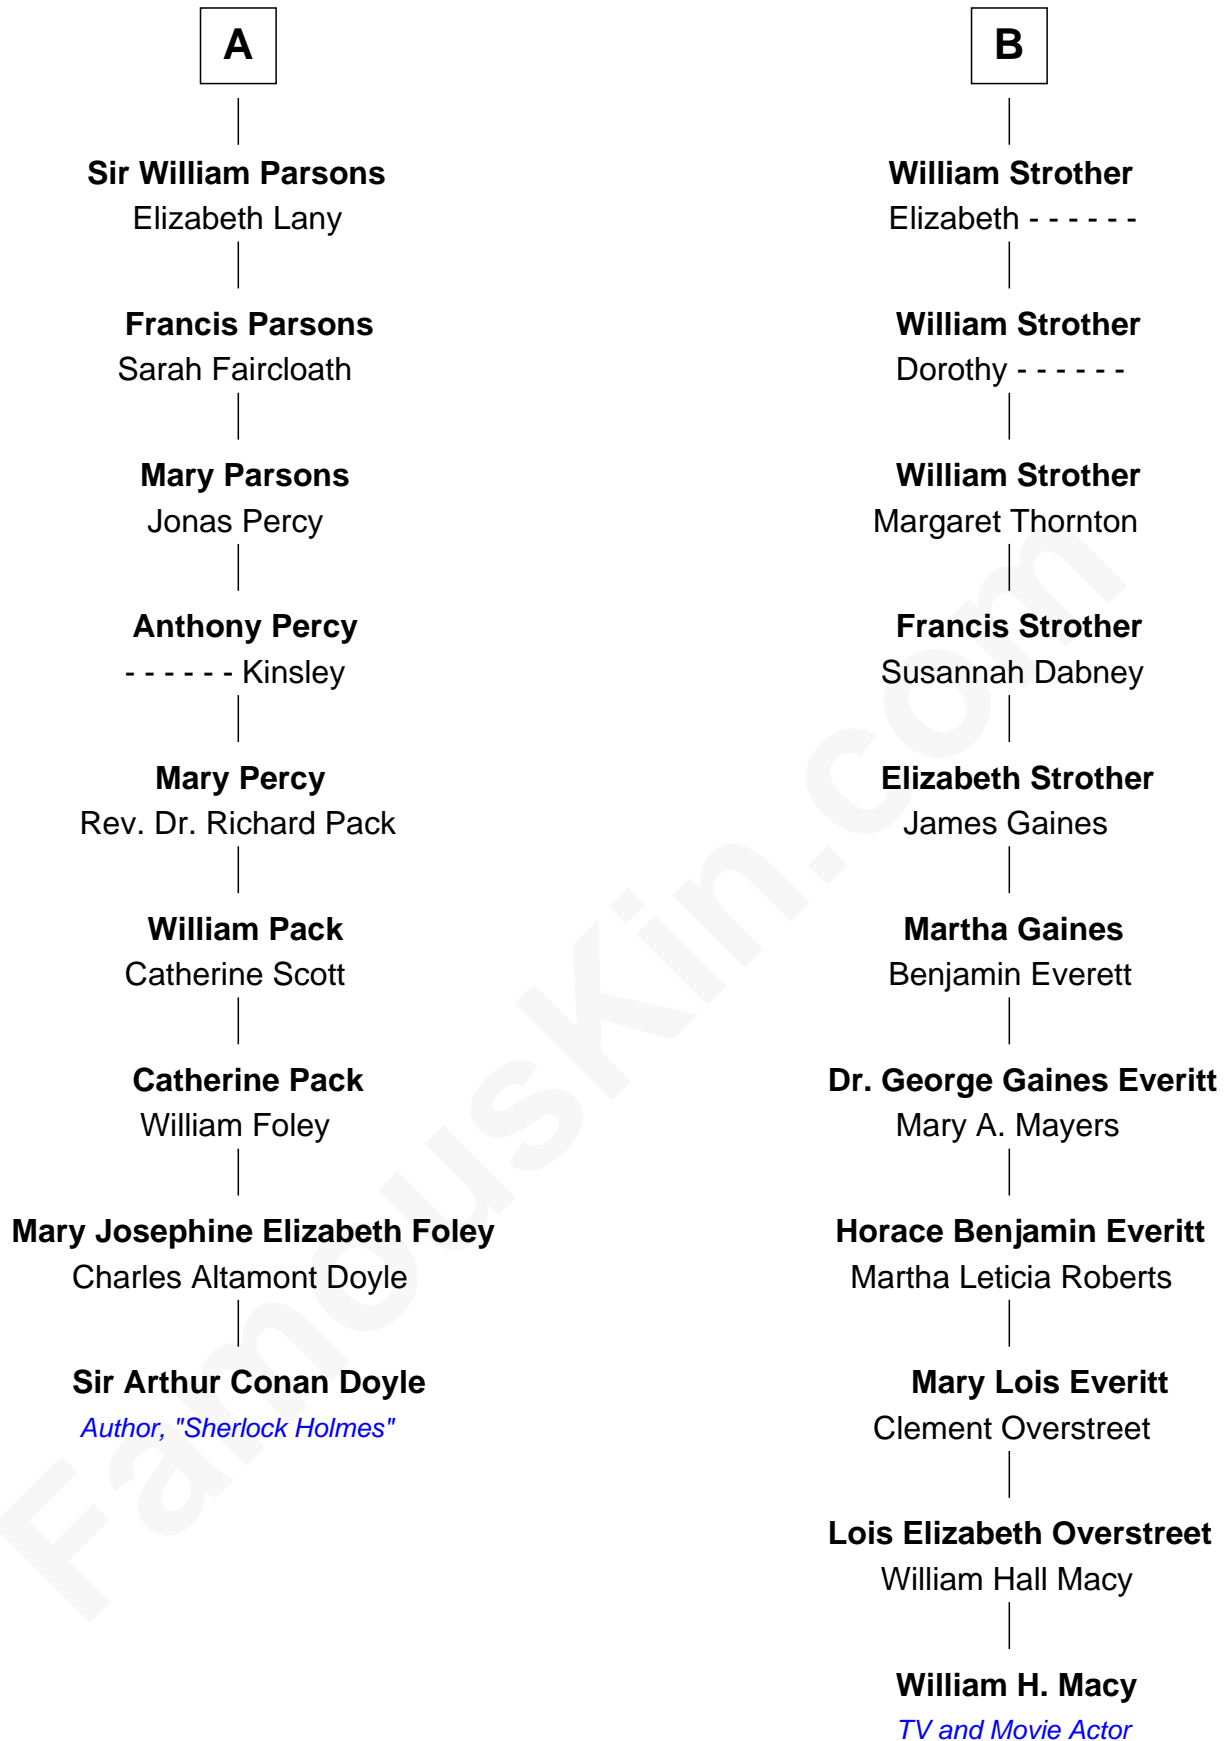 A
Sir William Parsons
Elizabeth Lany
Francis Parsons
Sarah Faircloath
Mary Parsons
Jonas Percy
Anthony Percy
- - - - - - Kinsley
Mary Percy
Rev. Dr. Richard Pack
William Pack
Catherine Scott
Catherine Pack
William Foley
Mary Josephine Elizabeth Foley
Charles Altamont Doyle
Sir Arthur Conan Doyle
Author, "Sherlock Holmes"
B
William Strother
Elizabeth - - - - - -
William Strother
Dorothy - - - - - -
William Strother
Margaret Thornton
Francis Strother
Susannah Dabney
Elizabeth Strother
James Gaines
Martha Gaines
Benjamin Everett
Dr. George Gaines Everitt
Mary A. Mayers
Horace Benjamin Everitt
Martha Leticia Roberts
Mary Lois Everitt
Clement Overstreet
Lois Elizabeth Overstreet
William Hall Macy
William H. Macy
TV and Movie Actor
FamousKin.com